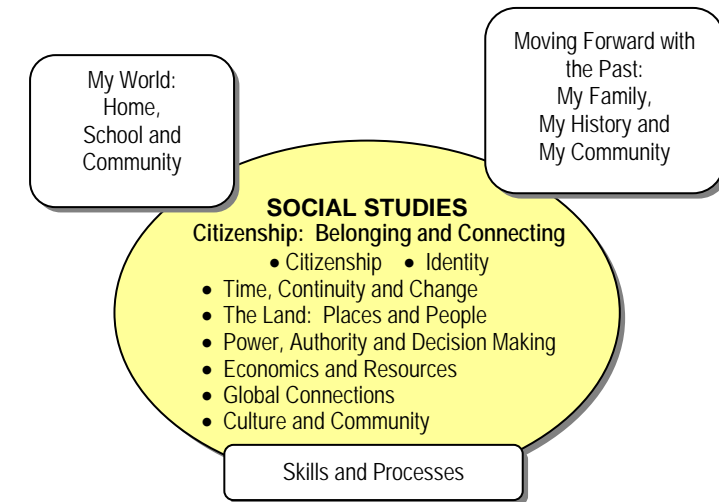 My World:
Home,
School and
Community
Moving Forward with
the Past:
My Family,
My History and
My Community
SOCIAL STUDIES
Citizenship: Belonging and Connecting
• Citizenship • Identity
• Time, Continuity and Change
• The Land: Places and People
• Power, Authority and Decision Making
• Economics and Resources
• Global Connections
• Culture and Community
Skills and Processes